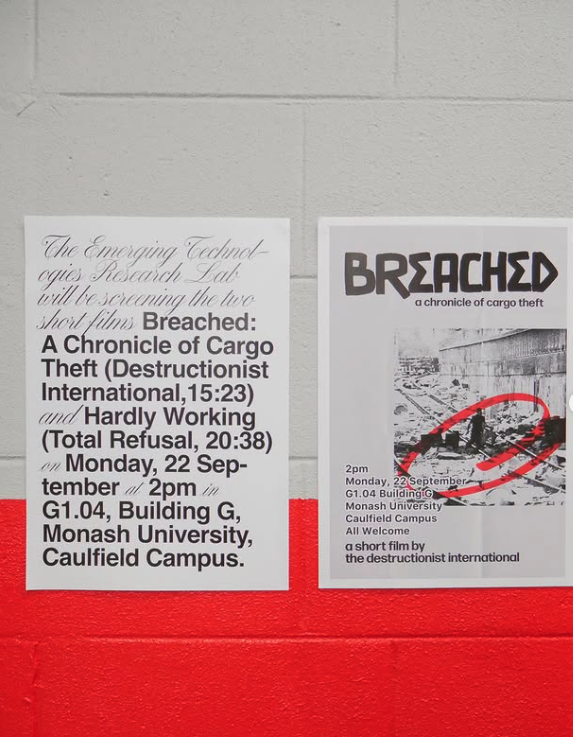 The Emerging Technol-
ogies Research Lab
will be screening the two
short films Breached:
A Chronicle of Cargo
Theft (Destructionist
International,15:23)
and Hardly Working
(Total Refusal, 20:38)
on Monday, 22 Sep-
tember at 2pm in
G1.04, Building G,
Monash University,
Caulfield Campus.
BREACHED
a chronicle of cargo theft
2pm
Monday, 22 September
G1.04 Building G
Monash University
Caulfield Campus
All Welcome
a short film by
the destructionist international